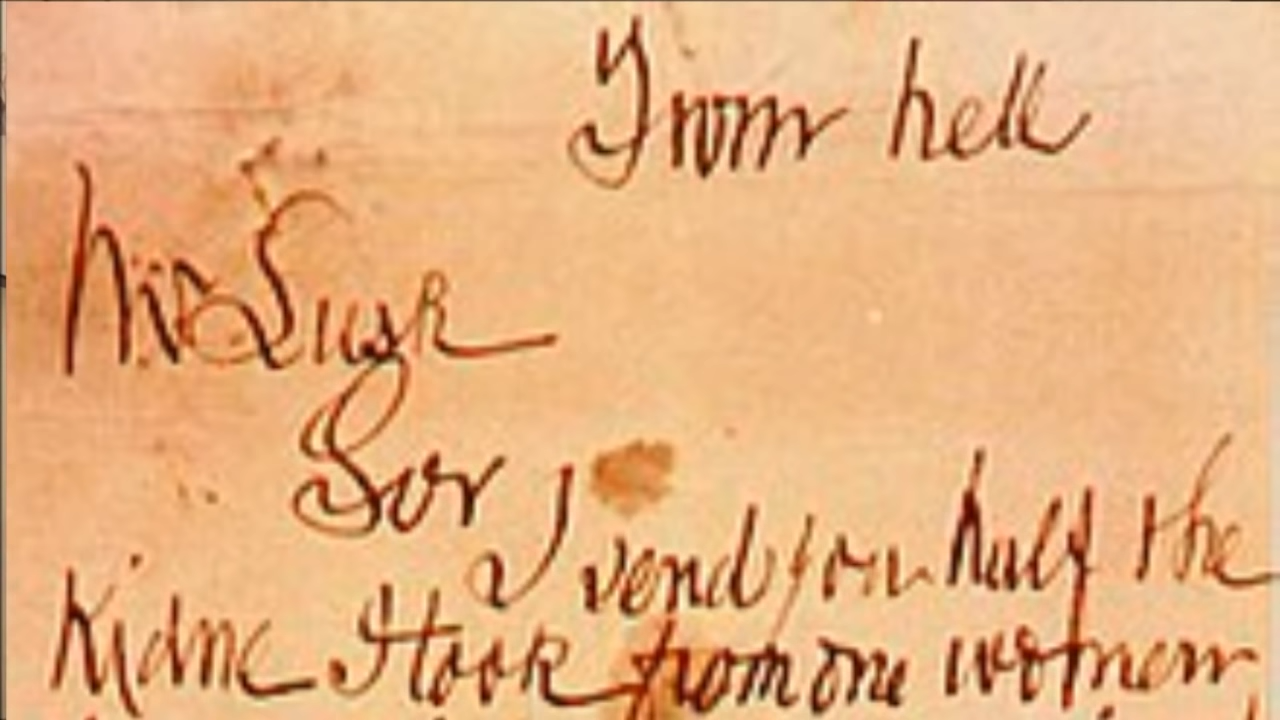 From hell
Mr Lusk
Sor
I send you half the
Kidne I took from one women